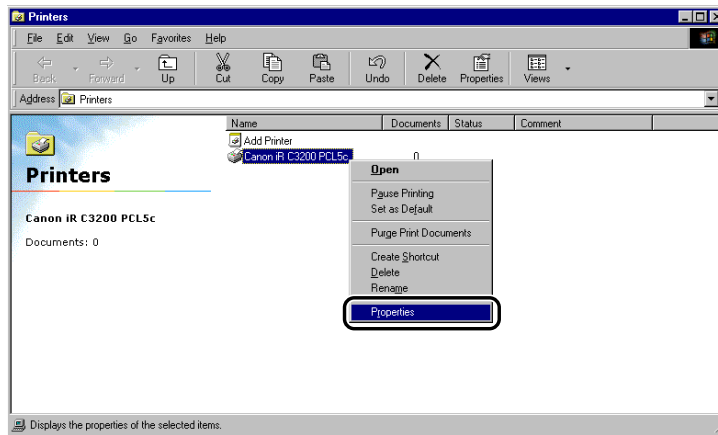 Printers
File Edit View Go Favorites Help
Back Forward Up Cut Copy Paste Undo Delete Properties Views
Address Printers
Name Documents Status Comment
Add Printer
Canon iR C3200 PCL5c 0
Printers
Canon iR C3200 PCL5c
Documents: 0
Open
Pause Printing
Set as Default
Purge Print Documents
Create Shortcut
Delete
Rename
Properties
Displays the properties of the selected items.